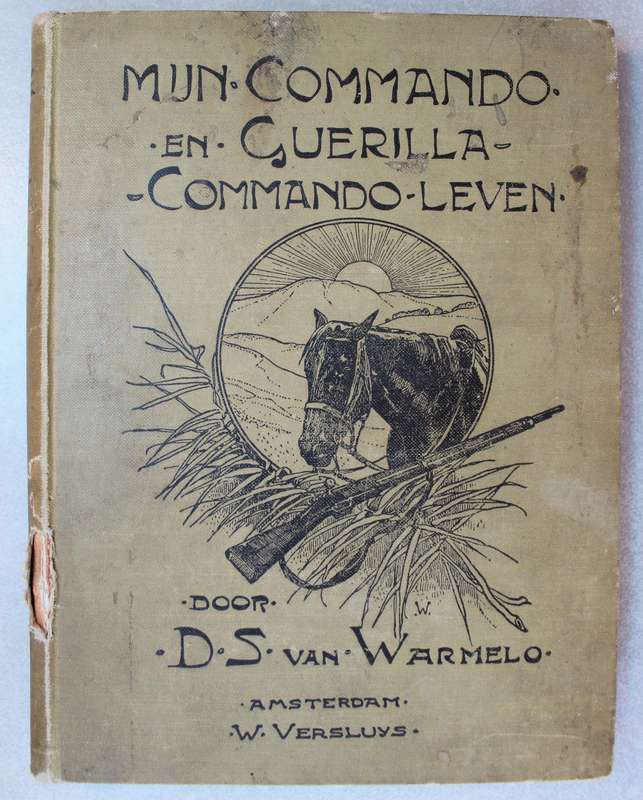 MIJN · COMMANDO ·
· EN · GUERILLA -
- COMMANDO - LEVEN ·
W.
· DOOR ·
· D · S · VAN · WARMELO ·
· AMSTERDAM ·
· W · VERSLUYS ·